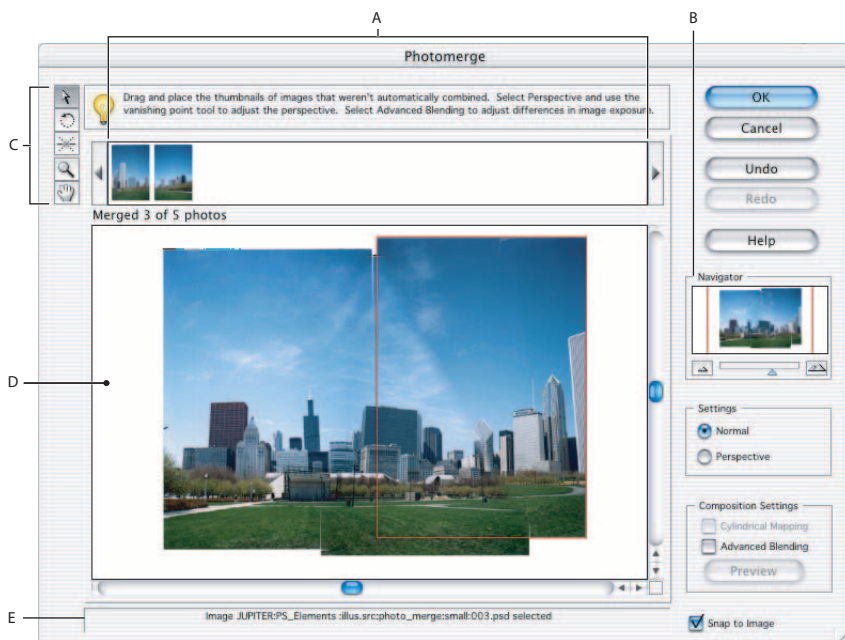 A
B
Photomerge
C
Drag and place the thumbnails of images that weren't automatically combined. Select Perspective and use the
vanishing point tool to adjust the perspective. Select Advanced Blending to adjust differences in image exposure.
OK
Cancel
Undo
Redo
Help
Merged 3 of 5 photos
Navigator
D
Settings
Normal
Perspective
Composition Settings
Cylindrical Mapping
Advanced Blending
Preview
E
Image JUPITER:PS_Elements :illus.src:photo_merge:small:003.psd selected
Snap to Image